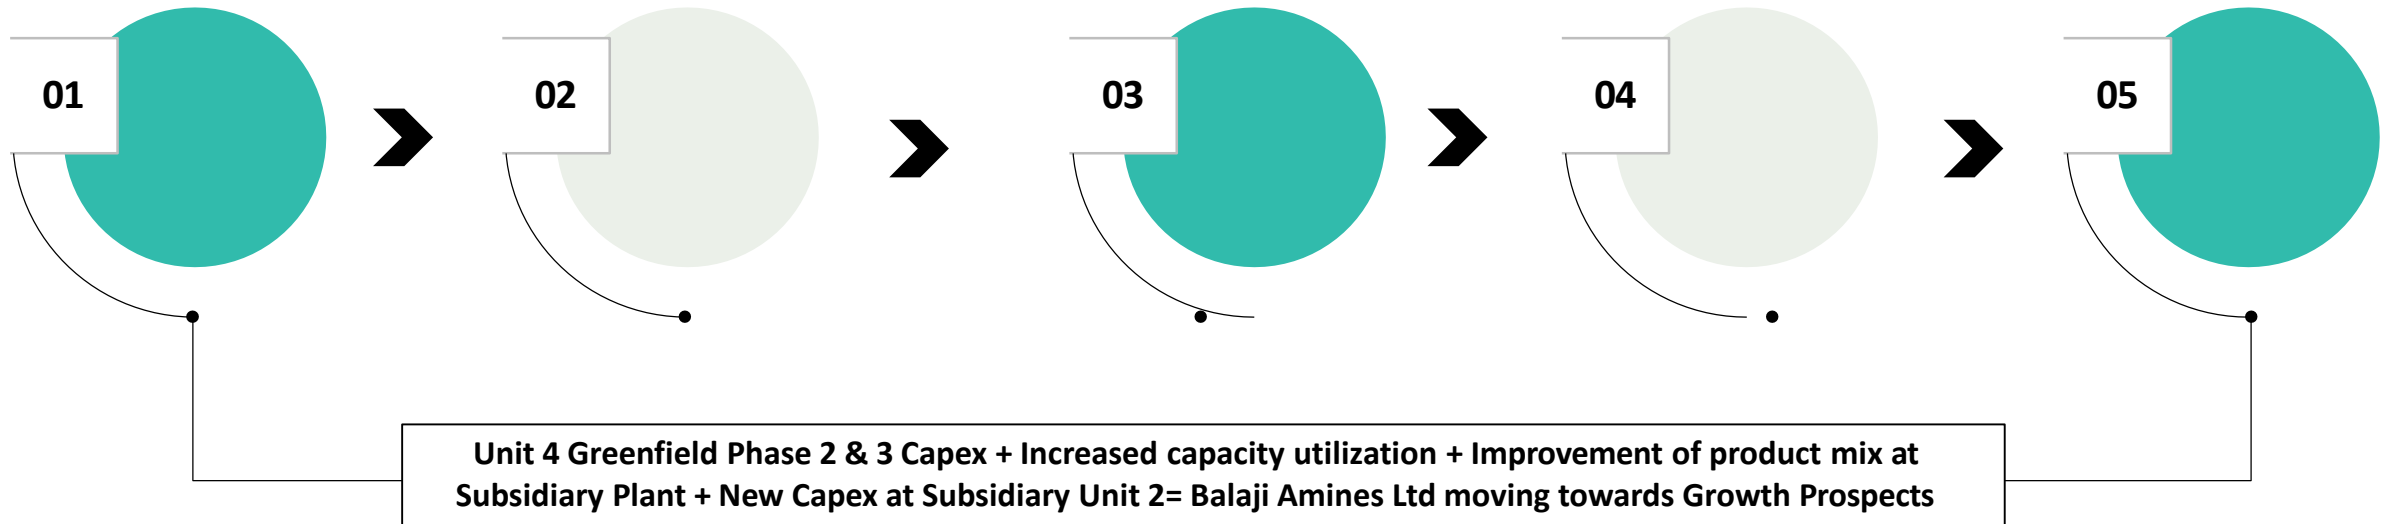 01
02
03
04
05
Unit 4 Greenfield Phase 2 & 3 Capex + Increased capacity utilization + Improvement of product mix at
Subsidiary Plant + New Capex at Subsidiary Unit 2= Balaji Amines Ltd moving towards Growth Prospects